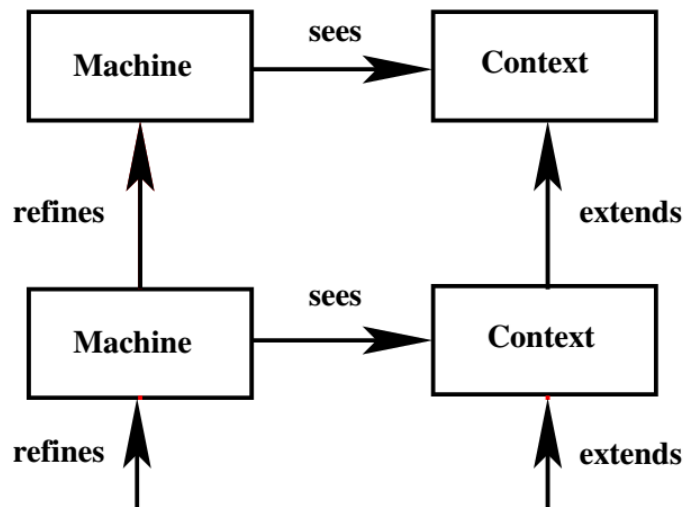 sees
Machine
Context
refines
extends
sees
Machine
Context
refines
extends